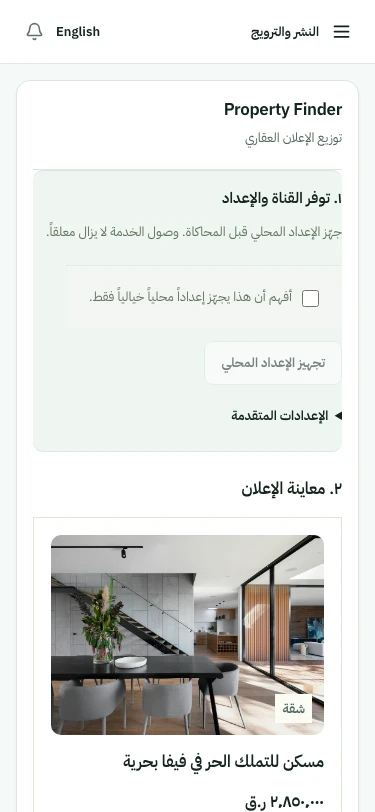 النشر والترويج
English
Property Finder
توزيع الإعلان العقاري
١. توفر القناة والإعداد
جهّز الإعداد المحلي قبل المحاكاة. وصول الخدمة لا يزال معلقاً.
أفهم أن هذا يجهّز إعداداً محلياً خيالياً فقط.
تجهيز الإعداد المحلي
الإعدادات المتقدمة
٢. معاينة الإعلان
شقة
مسكن للتملك الحر في فيفا بحرية
٢,٨٥٠,٠٠٠ ر.ق